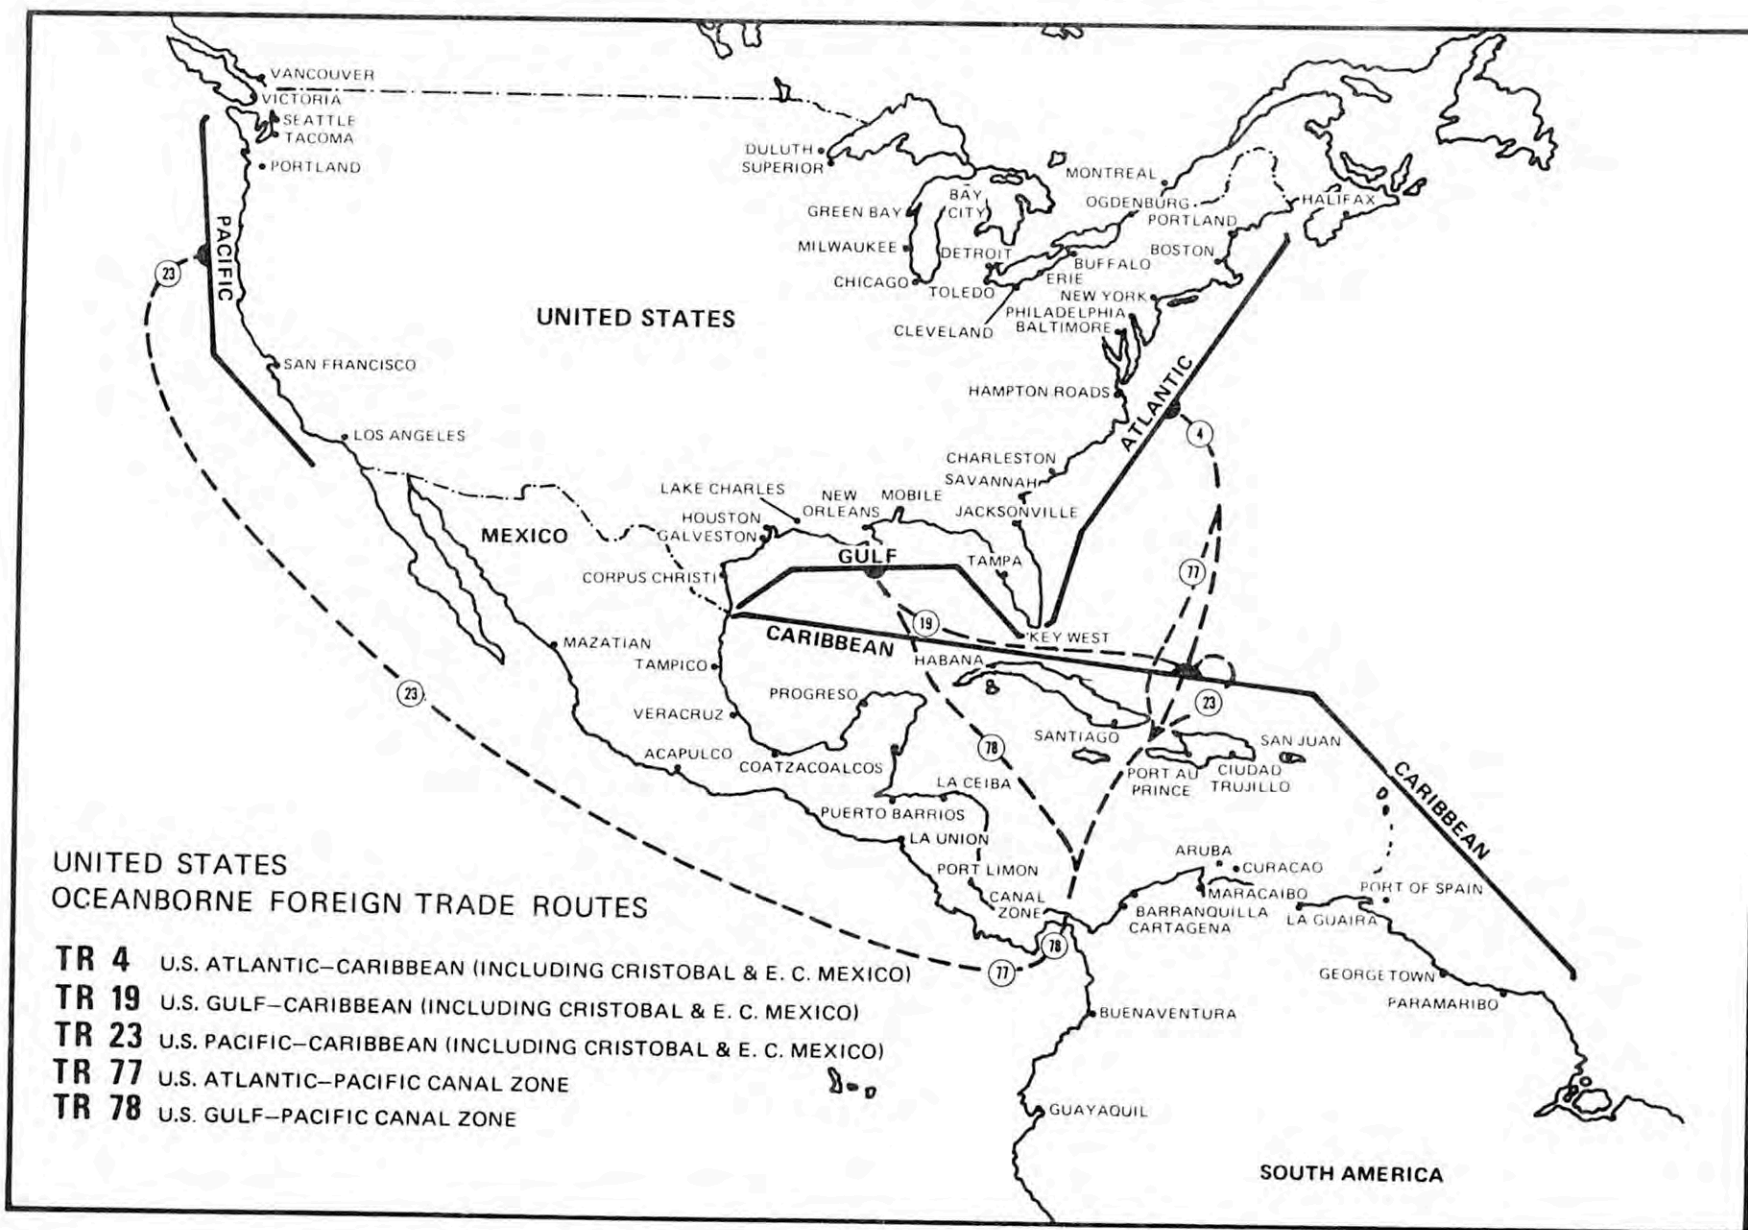 VANCOUVER
VICTORIA
SEATTLE
TACOMA
PORTLAND
PACIFIC
23
SAN FRANCISCO
LOS ANGELES
UNITED STATES
DULUTH
SUPERIOR
GREEN BAY
BAY
CITY
MILWAUKEE
DETROIT
CHICAGO
TOLEDO
CLEVELAND
ERIE
BUFFALO
MONTREAL
OGDENBURG
PORTLAND
HALIFAX
BOSTON
NEW YORK
PHILADELPHIA
BALTIMORE
HAMPTON ROADS
ATLANTIC
4
CHARLESTON
SAVANNAH
JACKSONVILLE
LAKE CHARLES
NEW
ORLEANS
MOBILE
HOUSTON
GALVESTON
GULF
TAMPA
CORPUS CHRISTI
MEXICO
77
19
KEY WEST
CARIBBEAN
HABANA
MAZATIAN
TAMPICO
23
PROGRESO
23
VERACRUZ
SANTIAGO
78
SAN JUAN
ACAPULCO
COATZACOALCOS
PORT AU
PRINCE
CIUDAD
TRUJILLO
CARIBBEAN
LA CEIBA
PUERTO BARRIOS
LA UNION
ARUBA
CURACAO
PORT LIMON
MARACAIBO
PORT OF SPAIN
CANAL
ZONE
BARRANQUILLA
CARTAGENA
LA GUAIRA
78
77
GEORGETOWN
PARAMARIBO
BUENAVENTURA
GUAYAQUIL
SOUTH AMERICA
UNITED STATES
OCEANBORNE FOREIGN TRADE ROUTES
TR 4 U.S. ATLANTIC–CARIBBEAN (INCLUDING CRISTOBAL & E. C. MEXICO)
TR 19 U.S. GULF–CARIBBEAN (INCLUDING CRISTOBAL & E. C. MEXICO)
TR 23 U.S. PACIFIC–CARIBBEAN (INCLUDING CRISTOBAL & E. C. MEXICO)
TR 77 U.S. ATLANTIC–PACIFIC CANAL ZONE
TR 78 U.S. GULF–PACIFIC CANAL ZONE